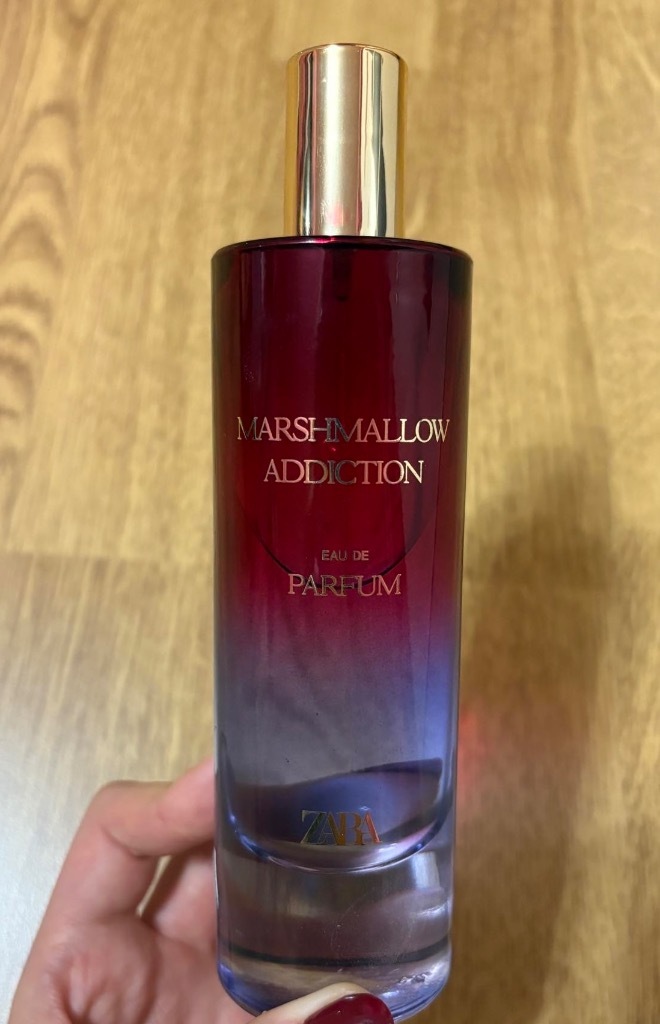 MARSHMALLOW
ADDICTION
EAU DE
PARFUM
ZARA